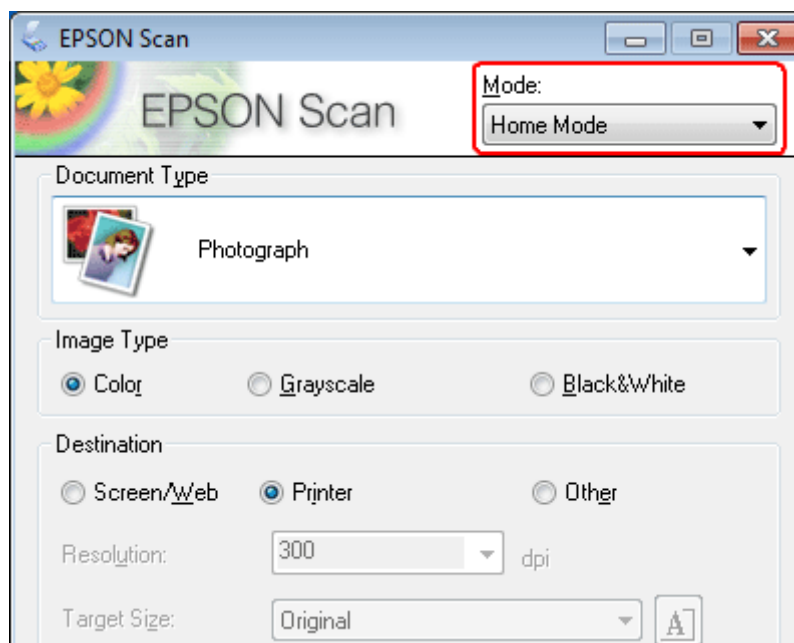 EPSON Scan
EPSON Scan
Mode:
Home Mode
Document Type
Photograph
Image Type
Color
Grayscale
Black&White
Destination
Screen/Web
Printer
Other
Resolution:
300
dpi
Target Size:
Original
A